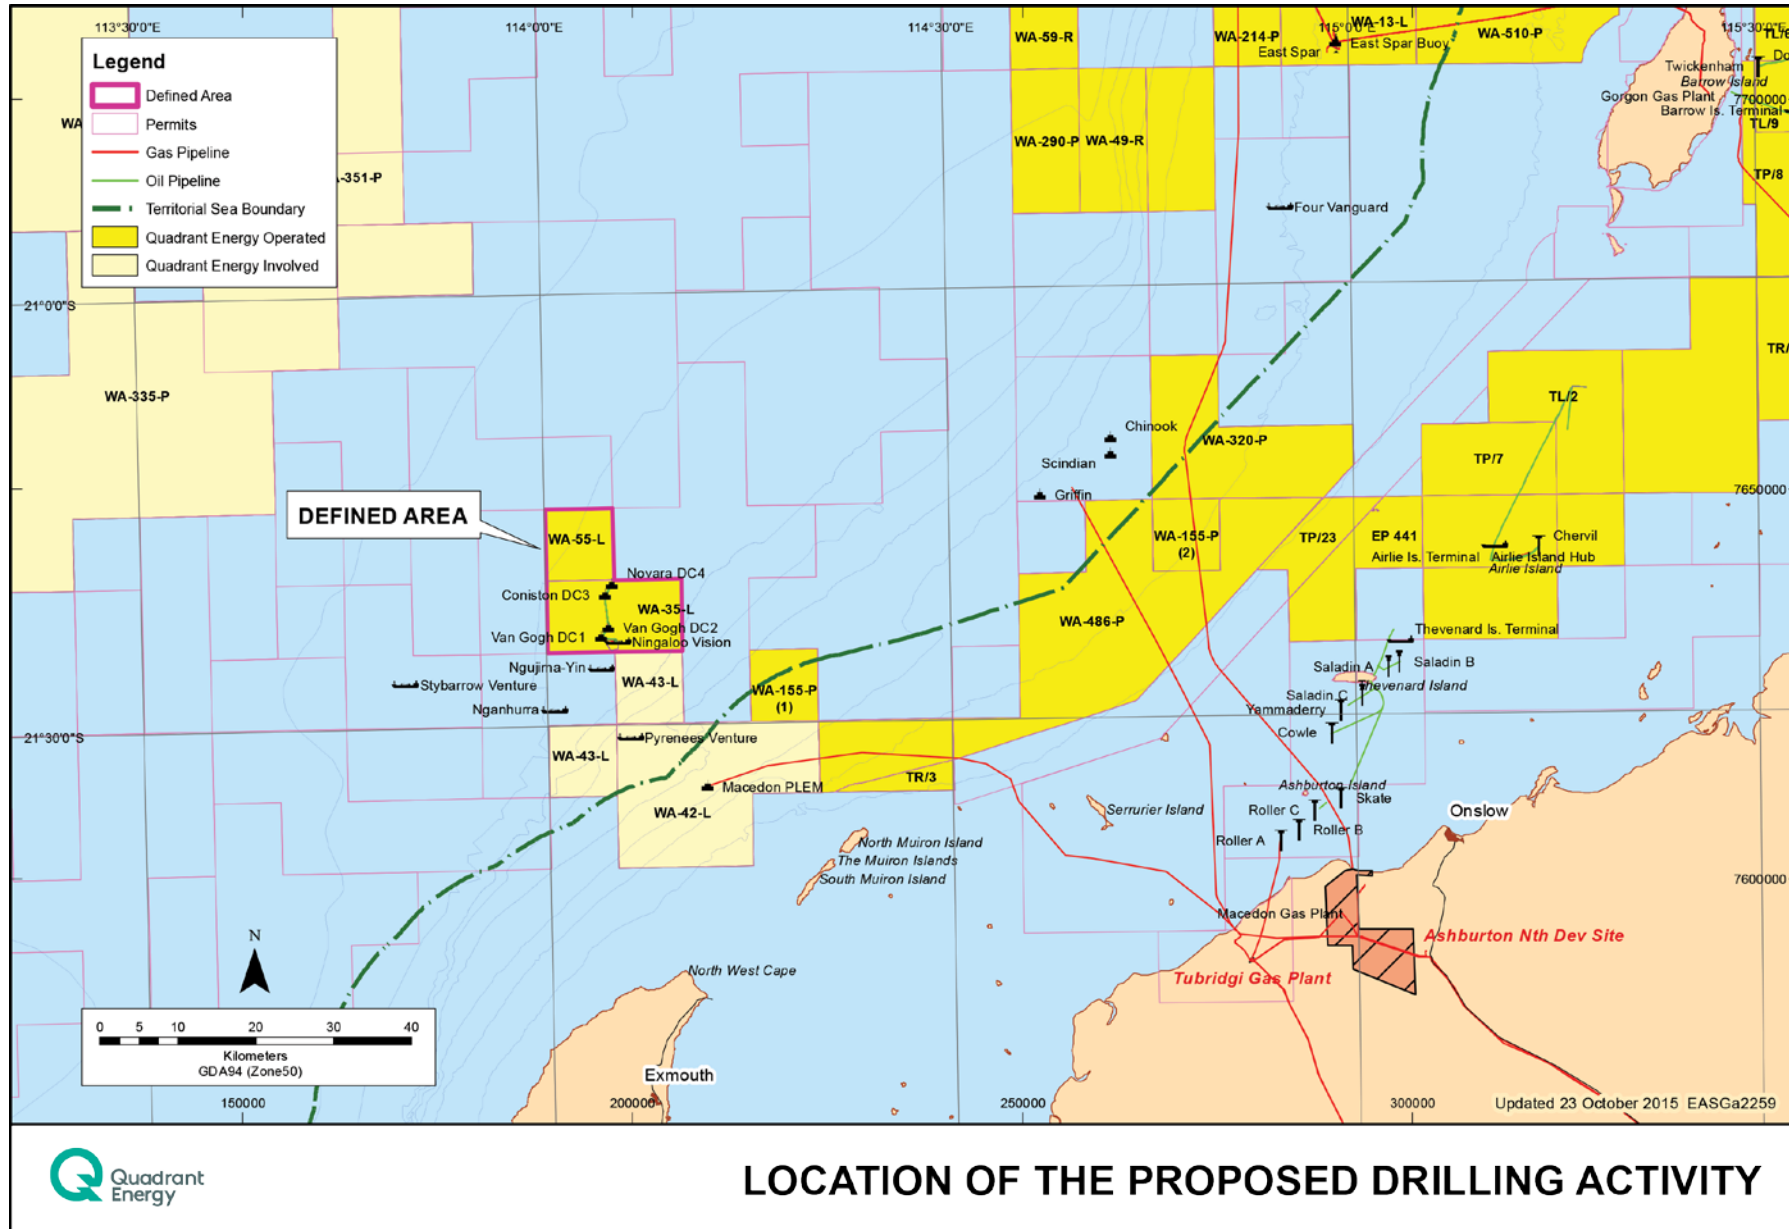 113°30'0"E
114°0'0"E
114°30'0"E
115°0'0"E
115°30'0"E
Legend
Defined Area
Permits
Gas Pipeline
Oil Pipeline
Territorial Sea Boundary
Quadrant Energy Operated
Quadrant Energy Involved
WA-59-R
WA-214-P
WA-13-L
WA-510-P
East Spar
East Spar Buoy
TL/6
Do
Twickenham
Barrow Island
Gorgon Gas Plant
7700000
Barrow Is. Terminal
TL/9
TP/8
WA
-351-P
WA-290-P
WA-49-R
Four Vanguard
21°0'0"S
TR/
WA-335-P
TL/2
Chinook
WA-320-P
Scindian
TP/7
Griffin
7650000
DEFINED AREA
WA-55-L
WA-155-P
(2)
TP/23
EP 441
Chervil
Airlie Is. Terminal
Airlie Island Hub
Airlie Island
Novara DC4
Coniston DC3
WA-35-L
Van Gogh DC2
Van Gogh DC1
Ningaloo Vision
WA-486-P
Thevenard Is. Terminal
Ngujima-Yin
Saladin A
Saladin B
Stybarrow Venture
WA-43-L
WA-155-P
(1)
Thevenard Island
Saladin C
Nganhurra
Yammaderry
21°30'0"S
Pyrenees Venture
Cowle
WA-43-L
TR/3
Macedon PLEM
Ashburton Island
Skate
WA-42-L
Serrurier Island
Roller C
Onslow
Roller B
North Muiron Island
Roller A
The Muiron Islands
South Muiron Island
7600000
Macedon Gas Plant
Ashburton Nth Dev Site
N
North West Cape
Tubridgi Gas Plant
0 5 10 20 30 40
Kilometers
GDA94 (Zone50)
Exmouth
150000
200000
250000
300000
Updated 23 October 2015 EASGa2259
Quadrant
Energy
LOCATION OF THE PROPOSED DRILLING ACTIVITY